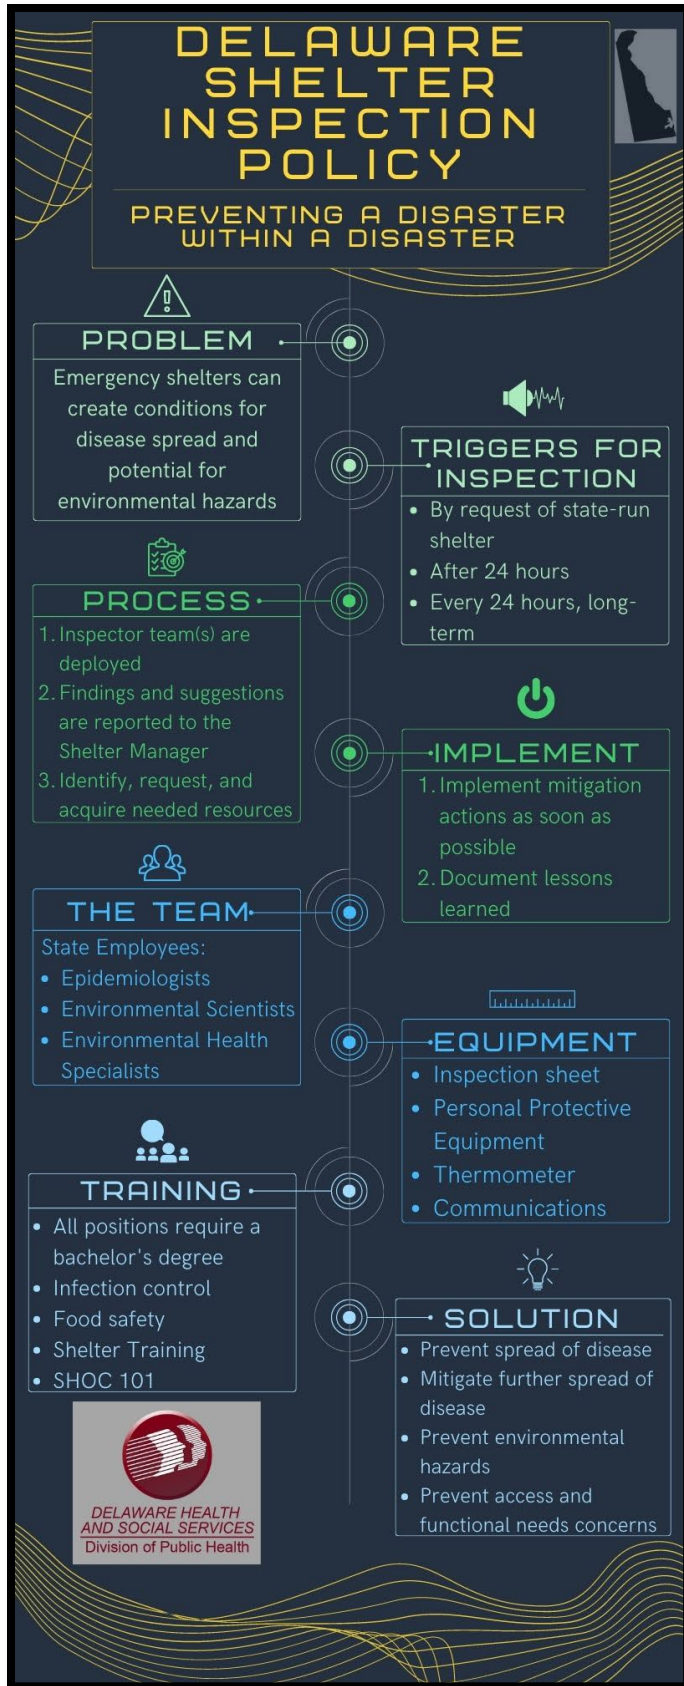 DELAWARE
SHELTER
INSPECTION
POLICY
PREVENTING A DISASTER
WITHIN A DISASTER
PROBLEM
Emergency shelters can
create conditions for
disease spread and
potential for
environmental hazards
TRIGGERS FOR
INSPECTION
• By request of state-run
shelter
• After 24 hours
• Every 24 hours, long-
term
PROCESS
1. Inspector team(s) are
deployed
2. Findings and suggestions
are reported to the
Shelter Manager
3. Identify, request, and
acquire needed resources
IMPLEMENT
1. Implement mitigation
actions as soon as
possible
2. Document lessons
learned
THE TEAM
State Employees:
• Epidemiologists
• Environmental Scientists
• Environmental Health
Specialists
EQUIPMENT
• Inspection sheet
• Personal Protective
Equipment
• Thermometer
• Communications
TRAINING
• All positions require a
bachelor's degree
• Infection control
• Food safety
• Shelter Training
• SHOC 101
SOLUTION
• Prevent spread of disease
• Mitigate further spread of
disease
• Prevent environmental
hazards
• Prevent access and
functional needs concerns
DELAWARE HEALTH
AND SOCIAL SERVICES
Division of Public Health